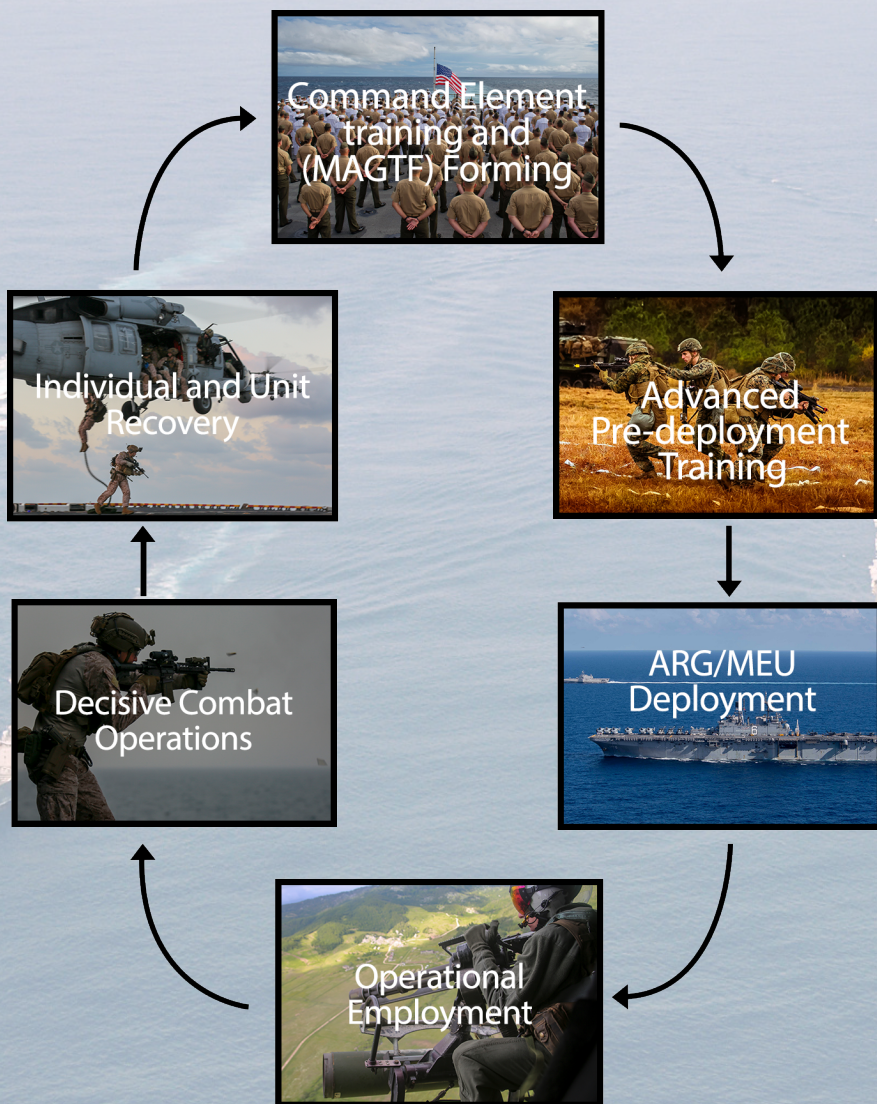 Command Element
training and
(MAGTF) Forming
Advanced
Pre-deployment
Training
ARG/MEU
Deployment
Operational
Employment
Decisive Combat
Operations
Individual and Unit
Recovery
6